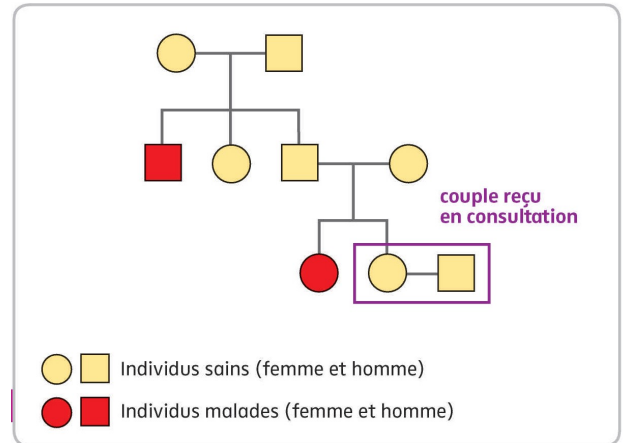 couple reçu
en consultation
Individus sains (femme et homme)
Individus malades (femme et homme)